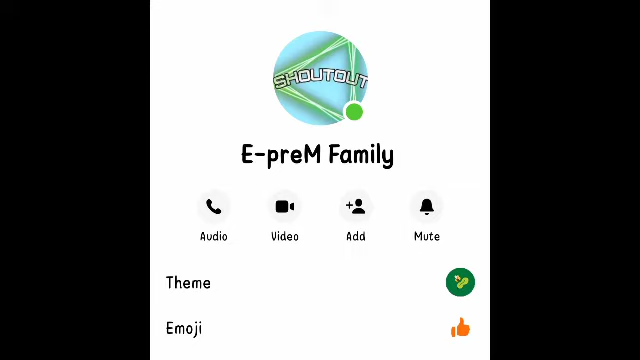 SHOUTOUT
E-preM Family
Audio Video Add Mute
Theme
Emoji